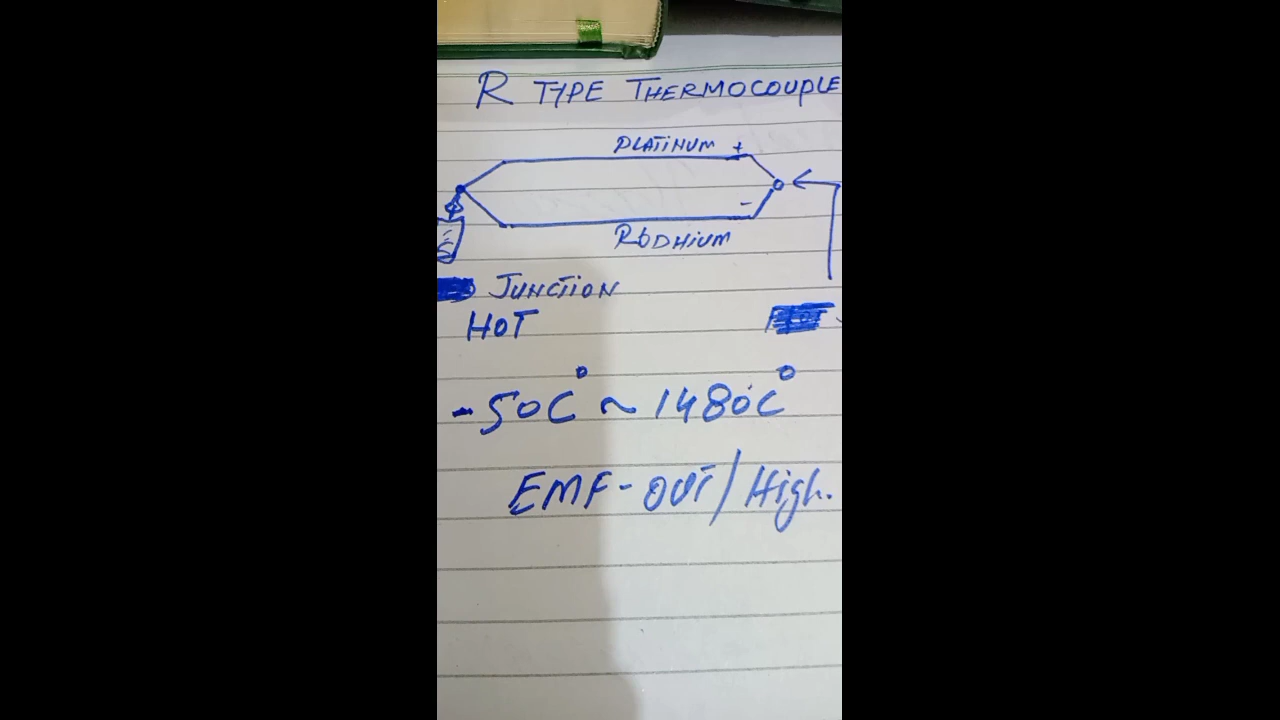 R TYPE THERMOCOUPLE
PLATINUM +
-
RODHIUM
JUNCTION
HOT
-50C° ~ 1480C°
EMF-OUT/High.